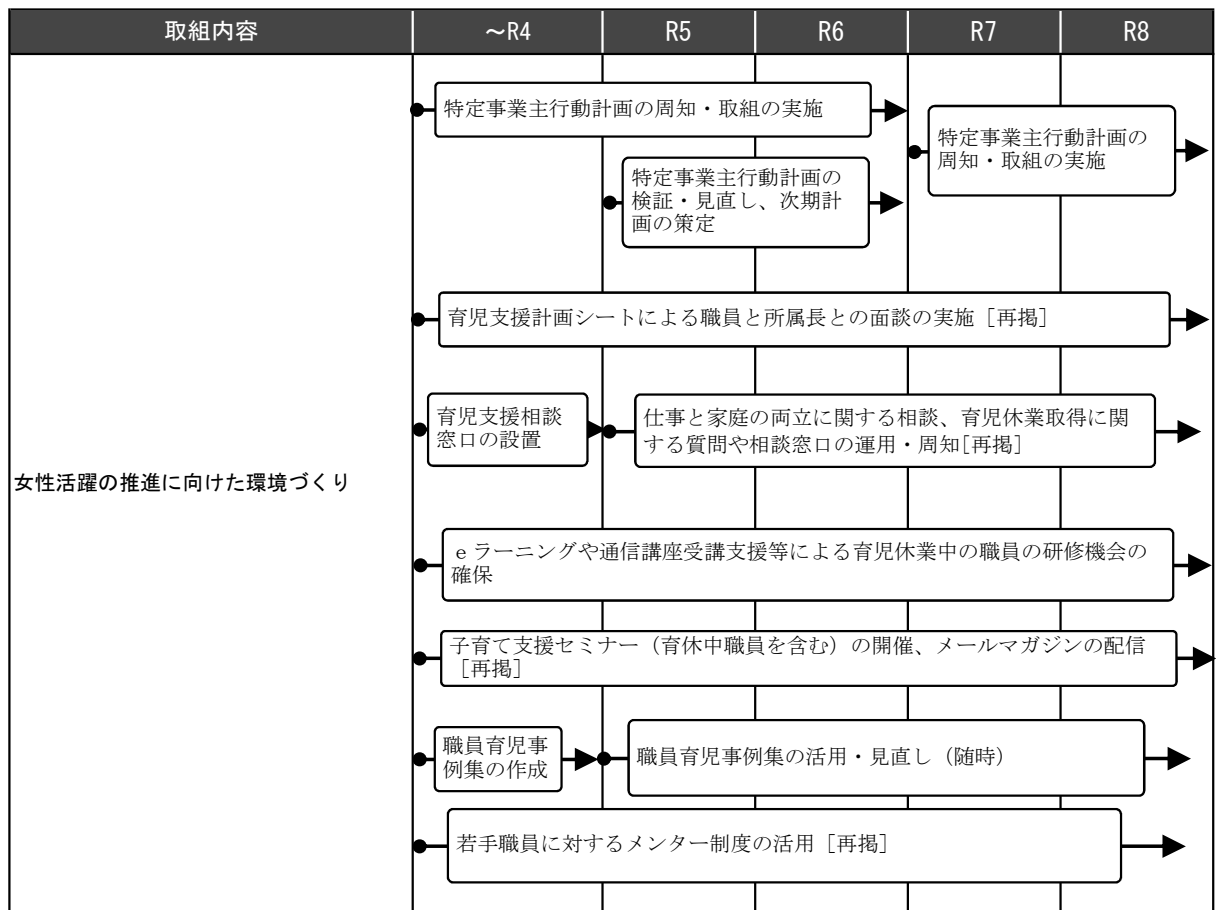 取組内容
～R4
R5
R6
R7
R8
女性活躍の推進に向けた環境づくり
特定事業主行動計画の周知・取組の実施
特定事業主行動計画の
周知・取組の実施
特定事業主行動計画の
検証・見直し、次期計
画の策定
育児支援計画シートによる職員と所属長との面談の実施［再掲］
育児支援相談
窓口の設置
仕事と家庭の両立に関する相談、育児休業取得に関
する質問や相談窓口の運用・周知[再掲］
ｅラーニングや通信講座受講支援等による育児休業中の職員の研修機会の
確保
子育て支援セミナー（育休中職員を含む）の開催、メールマガジンの配信
［再掲］
職員育児事
例集の作成
職員育児事例集の活用・見直し（随時）
若手職員に対するメンター制度の活用［再掲］